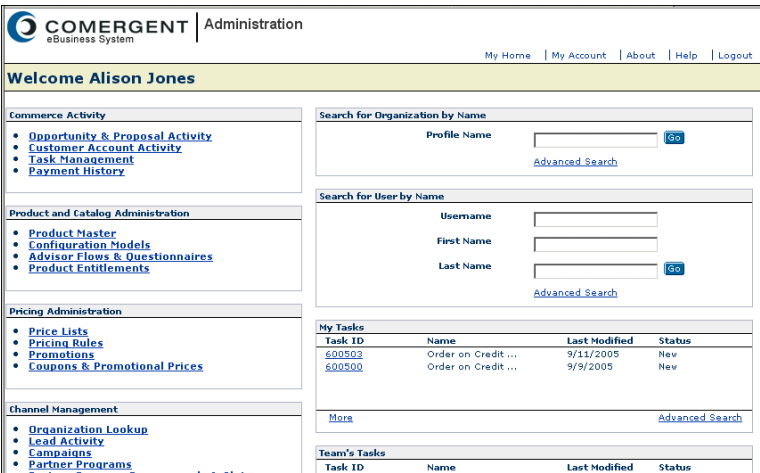 COMERGENT
eBusiness System
Administration
My Home | My Account | About | Help | Logout
Welcome Alison Jones
Commerce Activity
• Opportunity & Proposal Activity
• Customer Account Activity
• Task Management
• Payment History
Product and Catalog Administration
• Product Master
• Configuration Models
• Advisor Flows & Questionnaires
• Product Entitlements
Pricing Administration
• Price Lists
• Pricing Rules
• Promotions
• Coupons & Promotional Prices
Channel Management
• Organization Lookup
• Lead Activity
• Campaigns
• Partner Programs
Search for Organization by Name
Profile Name Go
Advanced Search
Search for User by Name
Username
First Name
Last Name Go
Advanced Search
My Tasks
Task ID Name Last Modified Status
600503 Order on Credit ... 9/11/2005 New
600500 Order on Credit ... 9/9/2005 New
More Advanced Search
Team's Tasks
Task ID Name Last Modified Status